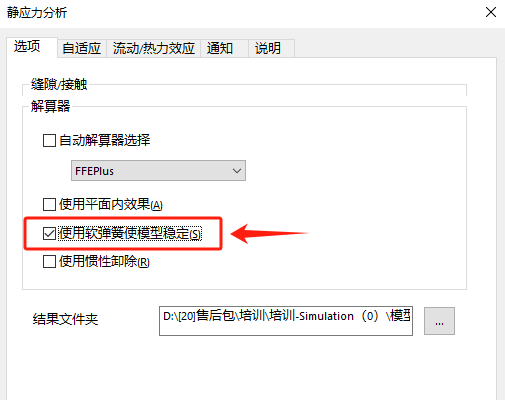 静应力分析
选项 自适应 流动/热力效应 通知 说明
缝隙/接触
解算器
自动解算器选择
FFEPlus
使用平面内效果(A)
使用软弹簧使模型稳定(S)
使用惯性卸除(R)
结果文件夹 D:\[20]售后包\培训\培训-Simulation（0）\模型 ...